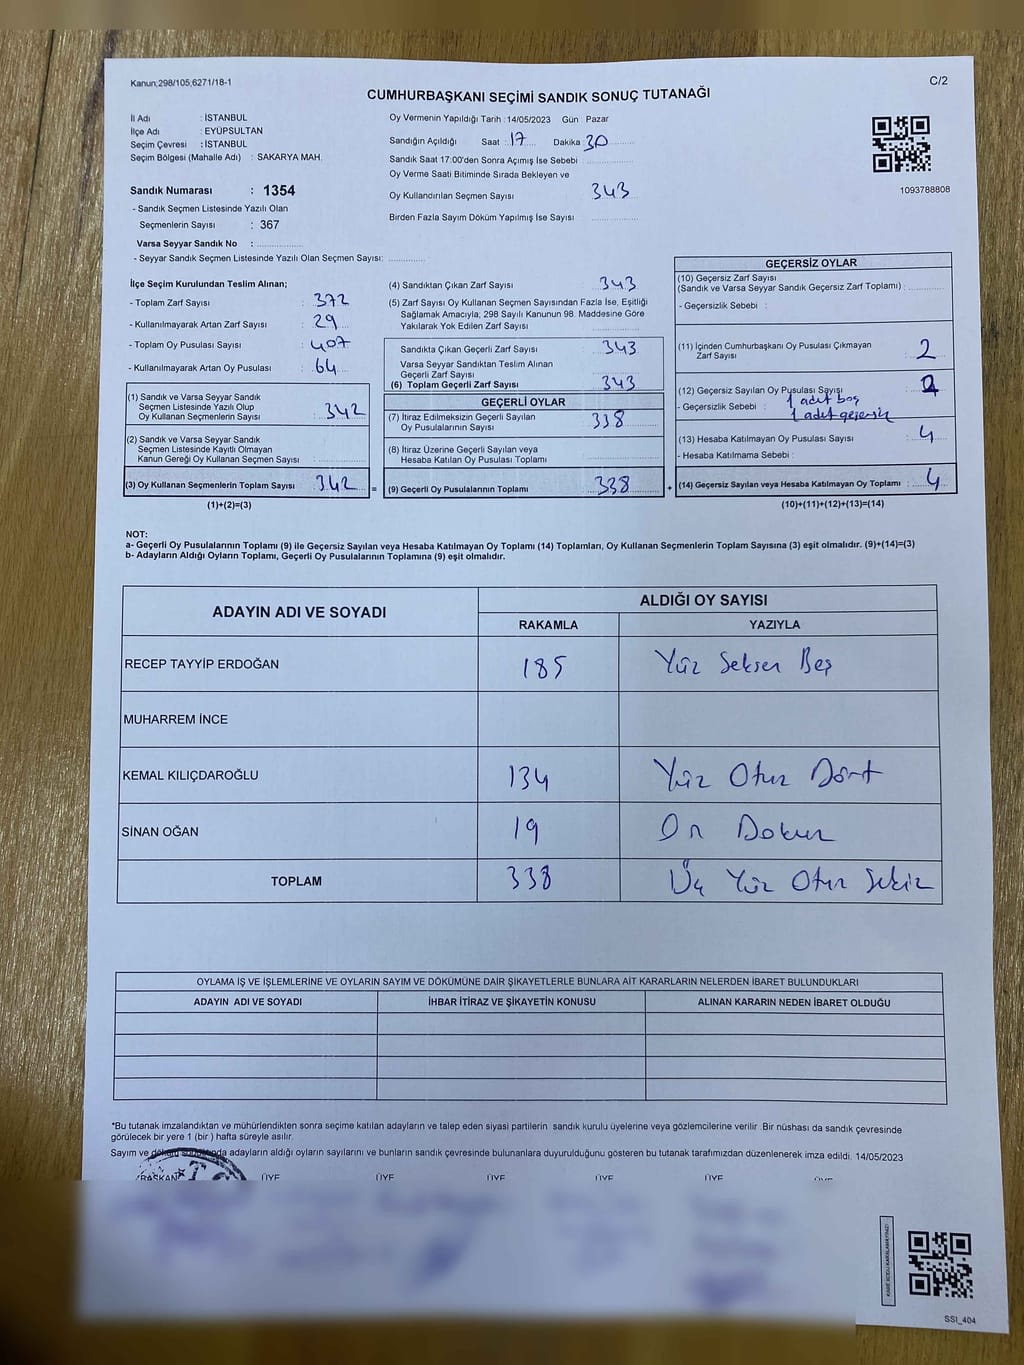 Kanun;298/105,6271/18-1
C/2
CUMHURBAŞKANI SEÇİMİ SANDIK SONUÇ TUTANAĞI
İl Adı : İSTANBUL
İlçe Adı : EYÜPSULTAN
Seçim Çevresi : İSTANBUL
Seçim Bölgesi (Mahalle Adı) : SAKARYA MAH.
Sandık Numarası : 1354
- Sandık Seçmen Listesinde Yazılı Olan
Seçmenlerin Sayısı : 367
Varsa Seyyar Sandık No : ..................
- Seyyar Sandık Seçmen Listesinde Yazılı Olan Seçmen Sayısı: ..............
Oy Vermenin Yapıldığı Tarih : 14/05/2023 Gün Pazar
Sandığın Açıldığı Saat : 17 Dakika : 30
Sandık Saat 17:00'den Sonra Açımış İse Sebebi : ..................
Oy Verme Saati Bitiminde Sırada Bekleyen ve
Oy Kullandırılan Seçmen Sayısı : 343
Birden Fazla Sayım Döküm Yapılmış İse Sayısı : ..................
1093788808
İlçe Seçim Kurulundan Teslim Alınan;
- Toplam Zarf Sayısı : 372
- Kullanılmayarak Artan Zarf Sayısı : 29
- Toplam Oy Pusulası Sayısı : 407
- Kullanılmayarak Artan Oy Pusulası : 64
(1) Sandık ve Varsa Seyyar Sandık
Seçmen Listesinde Yazılı Olup
Oy Kullanan Seçmenlerin Sayısı : 342
(2) Sandık ve Varsa Seyyar Sandık
Seçmen Listesinde Kayıtlı Olmayan
Kanun Gereği Oy Kullanan Seçmen Sayısı : ..................
(3) Oy Kullanan Seçmenlerin Toplam Sayısı : 342 =
(1)+(2)=(3)
(4) Sandıktan Çıkan Zarf Sayısı : 343
(5) Zarf Sayısı Oy Kullanan Seçmen Sayısından Fazla İse, Eşitliği
Sağlamak Amacıyla; 298 Sayılı Kanunun 98. Maddesine Göre
Yakılarak Yok Edilen Zarf Sayısı : ..................
Sandıkta Çıkan Geçerli Zarf Sayısı : 343
Varsa Seyyar Sandıktan Teslim Alınan
Geçerli Zarf Sayısı : ..................
(6) Toplam Geçerli Zarf Sayısı : 343
GEÇERLİ OYLAR
(7) İtiraz Edilmeksizin Geçerli Sayılan
Oy Pusulalarının Sayısı : 338
(8) İtiraz Üzerine Geçerli Sayılan veya
Hesaba Katılan Oy Pusulası Toplamı : ..................
(9) Geçerli Oy Pusulalarının Toplamı : 338 +
GEÇERSİZ OYLAR
(10) Geçersiz Zarf Sayısı
(Sandık ve Varsa Seyyar Sandık Geçersiz Zarf Toplamı) : ..............
- Geçersizlik Sebebi :
(11) İçinden Cumhurbaşkanı Oy Pusulası Çıkmayan
Zarf Sayısı : 2
(12) Geçersiz Sayılan Oy Pusulası Sayısı :
- Geçersizlik Sebebi : 1 adet boş
1 adet geçersiz
(13) Hesaba Katılmayan Oy Pusulası Sayısı : 4
- Hesaba Katılmama Sebebi :
(14) Geçersiz Sayılan veya Hesaba Katılmayan Oy Toplamı : 4
(10)+(11)+(12)+(13)=(14)
NOT:
a- Geçerli Oy Pusulalarının Toplamı (9) ile Geçersiz Sayılan veya Hesaba Katılmayan Oy Toplamı (14) Toplamları, Oy Kullanan Seçmenlerin Toplam Sayısına (3) eşit olmalıdır. (9)+(14)=(3)
b- Adayların Aldığı Oyların Toplamı, Geçerli Oy Pusulalarının Toplamına (9) eşit olmalıdır.
ADAYIN ADI VE SOYADI ALDIĞI OY SAYISI
RAKAMLA YAZIYLA
RECEP TAYYİP ERDOĞAN 185 Yüz Seksen Beş
MUHARREM İNCE
KEMAL KILIÇDAROĞLU 134 Yüz Otuz Dört
SİNAN OĞAN 19 On Dokuz
TOPLAM 338 Üç Yüz Otuz Sekiz
OYLAMA İŞ VE İŞLEMLERİNE VE OYLARIN SAYIM VE DÖKÜMÜNE DAİR ŞİKAYETLERLE BUNLARA AİT KARARLARIN NELERDEN İBARET BULUNDUKLARI
ADAYIN ADI VE SOYADI İHBAR İTİRAZ VE ŞİKAYETİN KONUSU ALINAN KARARIN NEDEN İBARET OLDUĞU
*Bu tutanak imzalandıktan ve mühürlendikten sonra seçime katılan adayların ve talep eden siyasi partilerin sandık kurulu üyelerine veya gözlemcilerine verilir .Bir nüshası da sandık çevresinde
görülecek bir yere 1 (bir ) hafta süreyle asılır.
Sayım ve döküm sonunda adayların aldığı oyların sayılarını ve bunların sandık çevresinde bulunanlara duyurulduğunu gösteren bu tutanak tarafımızdan düzenlenerek imza edildi. 14/05/2023
BAŞKAN ÜYE ÜYE ÜYE ÜYE ÜYE ÜYE
SSI_404